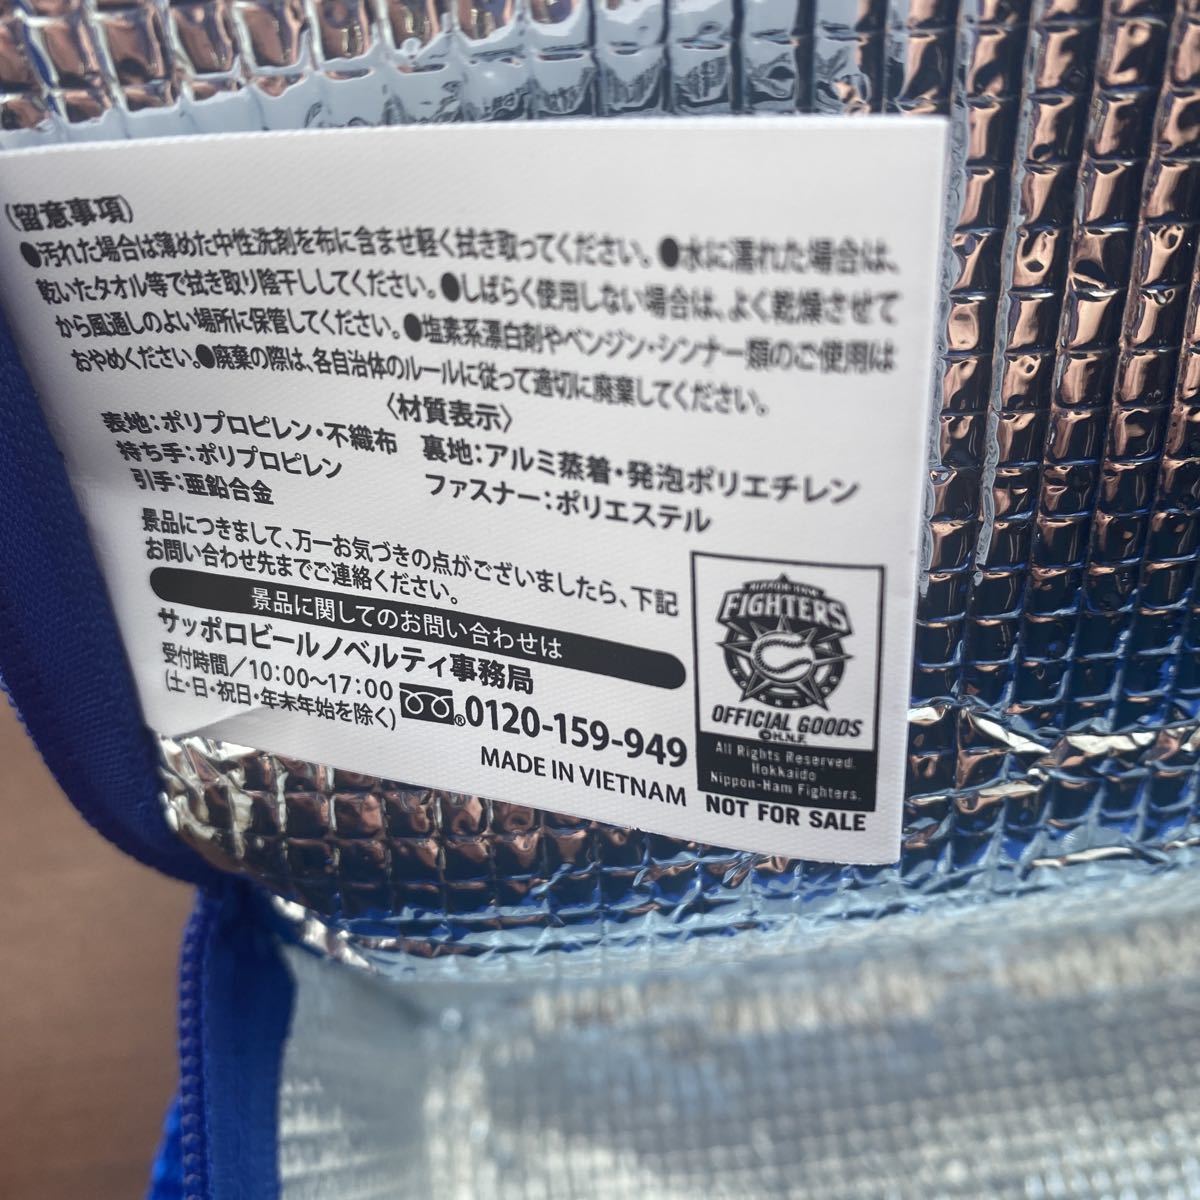 〈留意事項〉
●汚れた場合は薄めた中性洗剤を布に含ませ軽く拭き取ってください。●水に濡れた場合は、
乾いたタオル等で拭き取り陰干ししてください。●しばらく使用しない場合は、よく乾燥させて
から風通しのよい場所に保管してください。●塩素系漂白剤やベンジン・シンナー類のご使用は
おやめください。●廃棄の際は、各自治体のルールに従って適切に廃棄してください。
〈材質表示〉
表地：ポリプロピレン・不織布　裏地：アルミ蒸着・発泡ポリエチレン
持ち手：ポリプロピレン　ファスナー：ポリエステル
引手：亜鉛合金
景品につきまして、万一お気づきの点がございましたら、下記
お問い合わせ先までご連絡ください。
景品に関してのお問い合わせは
サッポロビールノベルティ事務局
受付時間／10:00〜17:00
(土・日・祝日・年末年始を除く)
® 0120-159-949
MADE IN VIETNAM
NIPPON-HAM
FIGHTERS
OFFICIAL GOODS
©H.N.F.
All Rights Reserved.
Hokkaido
Nippon-Ham Fighters.
NOT FOR SALE